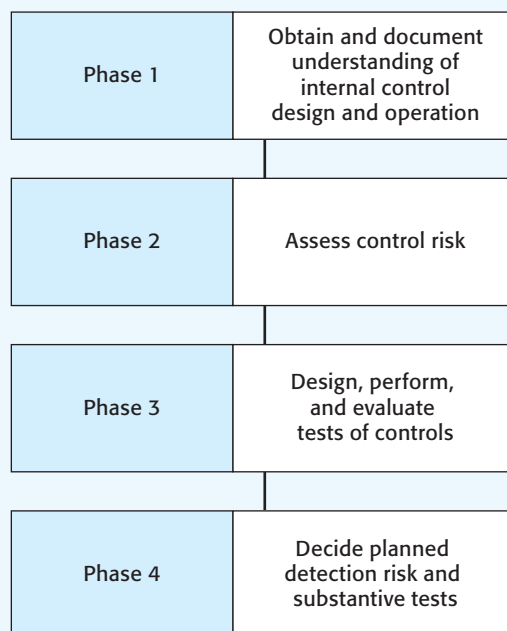 Phase 1
Obtain and document
understanding of
internal control
design and operation
Phase 2
Assess control risk
Phase 3
Design, perform,
and evaluate
tests of controls
Phase 4
Decide planned
detection risk and
substantive tests